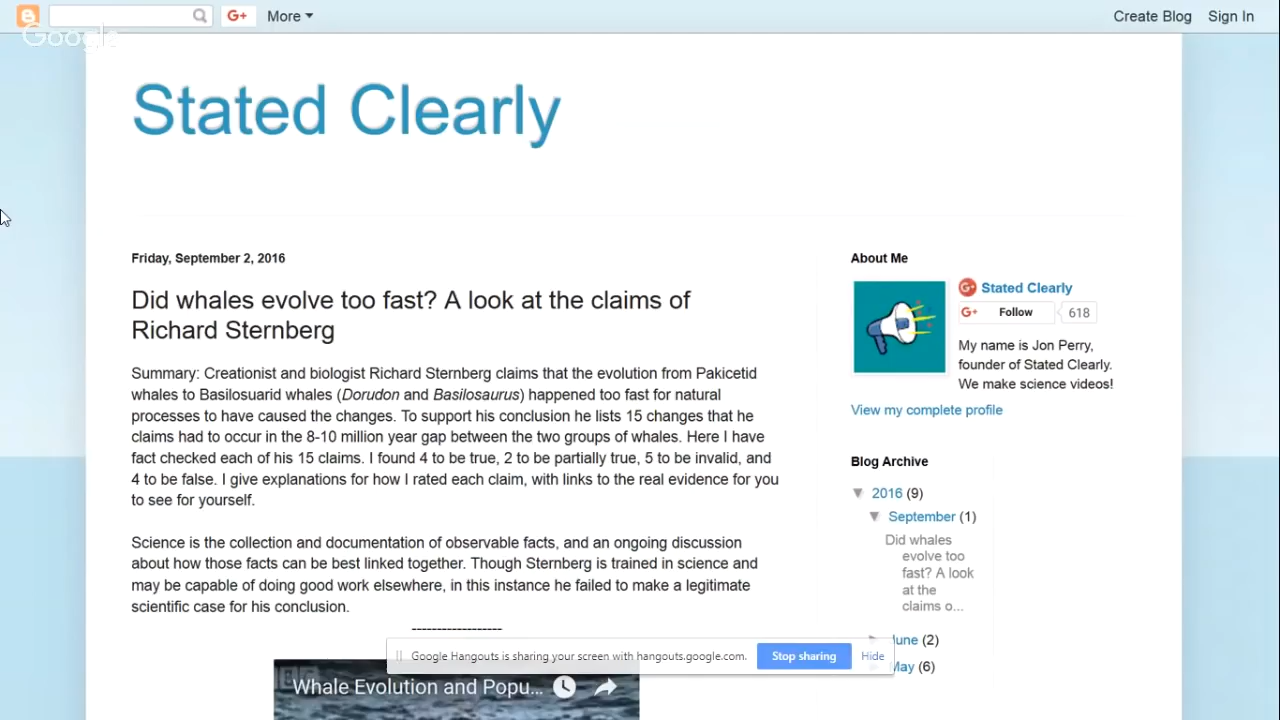 More
Create Blog
Sign In
Google
Stated Clearly
Friday, September 2, 2016
Did whales evolve too fast? A look at the claims of
Richard Sternberg
Summary: Creationist and biologist Richard Sternberg claims that the evolution from Pakicetid
whales to Basilosuarid whales (Dorudon and Basilosaurus) happened too fast for natural
processes to have caused the changes. To support his conclusion he lists 15 changes that he
claims had to occur in the 8-10 million year gap between the two groups of whales. Here I have
fact checked each of his 15 claims. I found 4 to be true, 2 to be partially true, 5 to be invalid, and
4 to be false. I give explanations for how I rated each claim, with links to the real evidence for you
to see for yourself.
Science is the collection and documentation of observable facts, and an ongoing discussion
about how those facts can be best linked together. Though Sternberg is trained in science and
may be capable of doing good work elsewhere, in this instance he failed to make a legitimate
scientific case for his conclusion.
------------------
Whale Evolution and Popu...
Google Hangouts is sharing your screen with hangouts.google.com.
Stop sharing
Hide
About Me
Stated Clearly
G+ Follow 618
My name is Jon Perry,
founder of Stated Clearly.
We make science videos!
View my complete profile
Blog Archive
▼ 2016 (9)
▼ September (1)
Did whales
evolve too
fast? A look
at the
claims o...
June (2)
May (6)